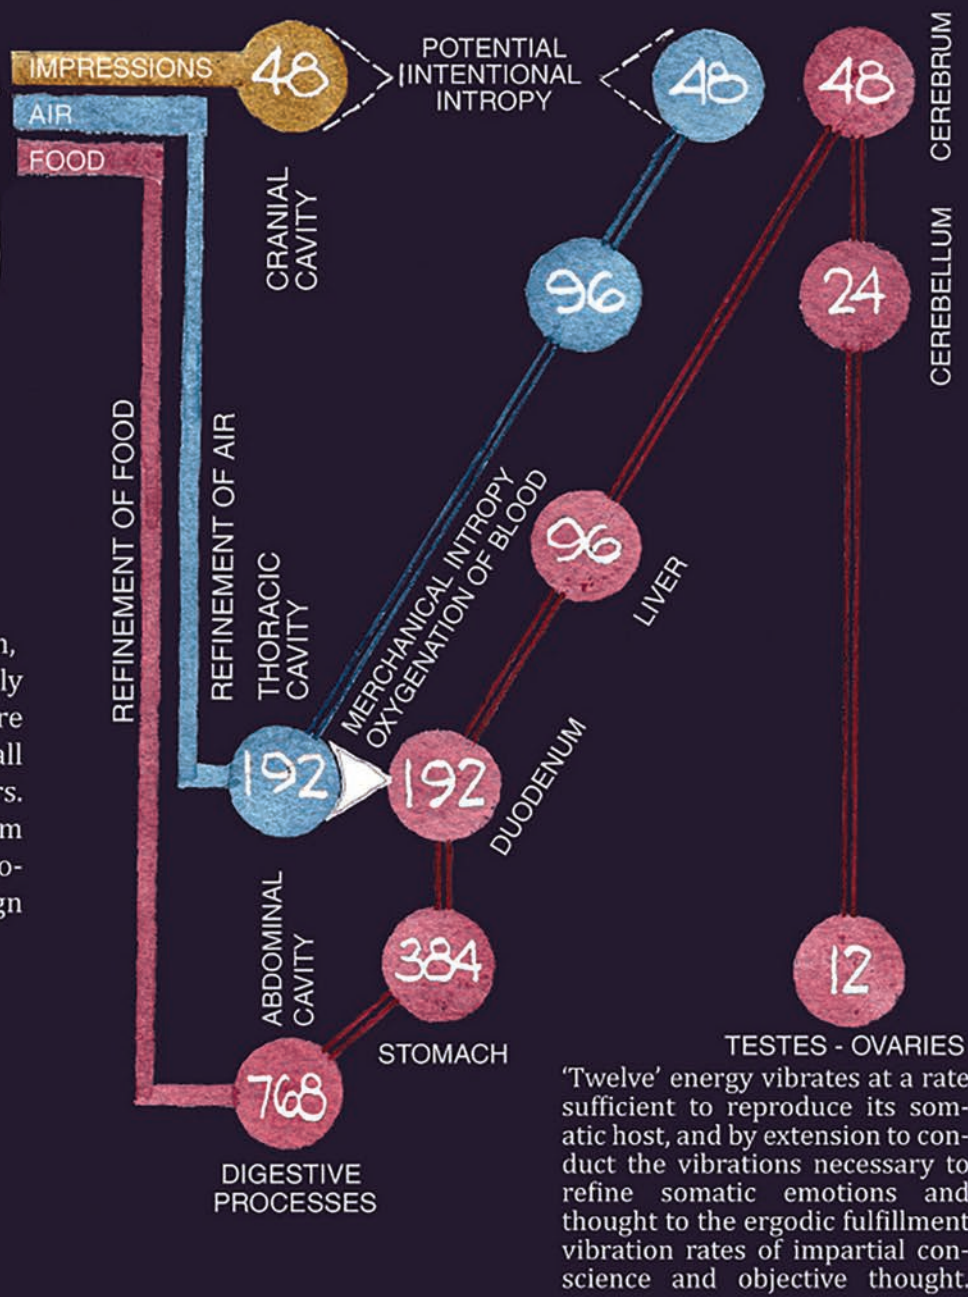 IMPRESSIONS
AIR
FOOD
48
POTENTIAL
INTENTIONAL
INTROPY
48
48
CEREBRUM
CRANIAL
CAVITY
96
24
CEREBELLUM
REFINEMENT OF FOOD
REFINEMENT OF AIR
THORACIC
CAVITY
MERCHANICAL INTROPY
OXYGENATION OF BLOOD
96
LIVER
192
192
DUODENUM
ABDOMINAL
CAVITY
384
STOMACH
768
DIGESTIVE
PROCESSES
12
TESTES - OVARIES
‘Twelve’ energy vibrates at a rate
sufficient to reproduce its som-
atic host, and by extension to con-
duct the vibrations necessary to
refine somatic emotions and
thought to the ergodic fulfillment
vibration rates of impartial con-
science and objective thought.